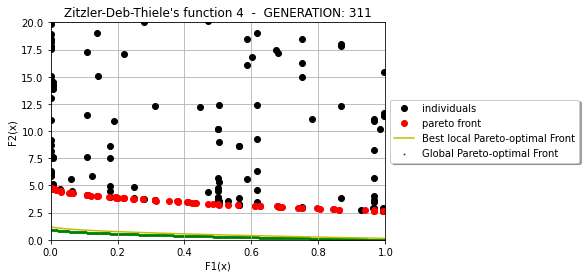 Zitzler-Deb-Thiele's function 4 - GENERATION: 311
20.0
17.5
15.0
12.5
10.0
7.5
5.0
2.5
0.0
F2(x)
0.0 0.2 0.4 0.6 0.8 1.0
F1(x)
individuals
pareto front
Best local Pareto-optimal Front
Global Pareto-optimal Front